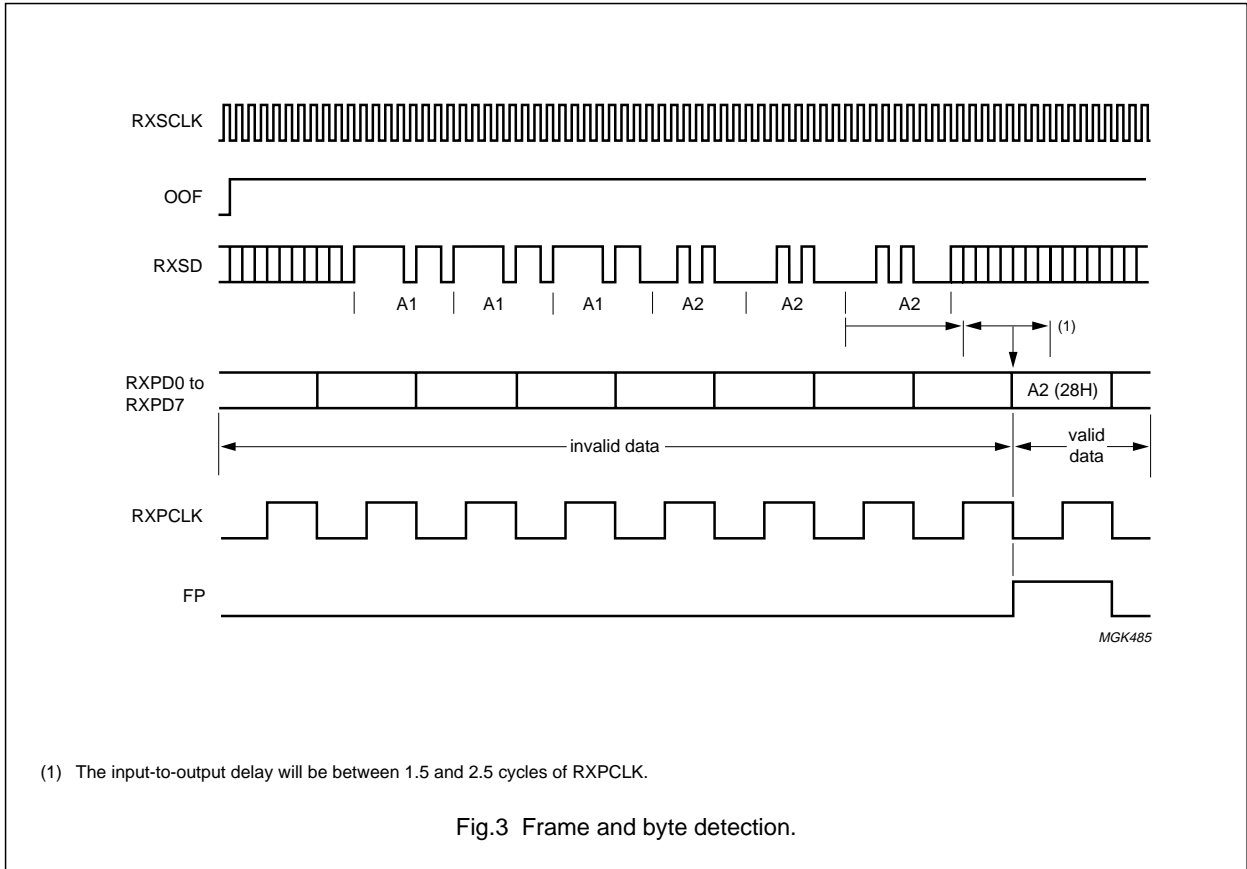 RXSCLK
OOF
RXSD
A1
A1
A1
A2
A2
A2
(1)
RXPD0 to
RXPD7
A2 (28H)
invalid data
valid
data
RXPCLK
FP
MGK485
(1) The input-to-output delay will be between 1.5 and 2.5 cycles of RXPCLK.
Fig.3 Frame and byte detection.